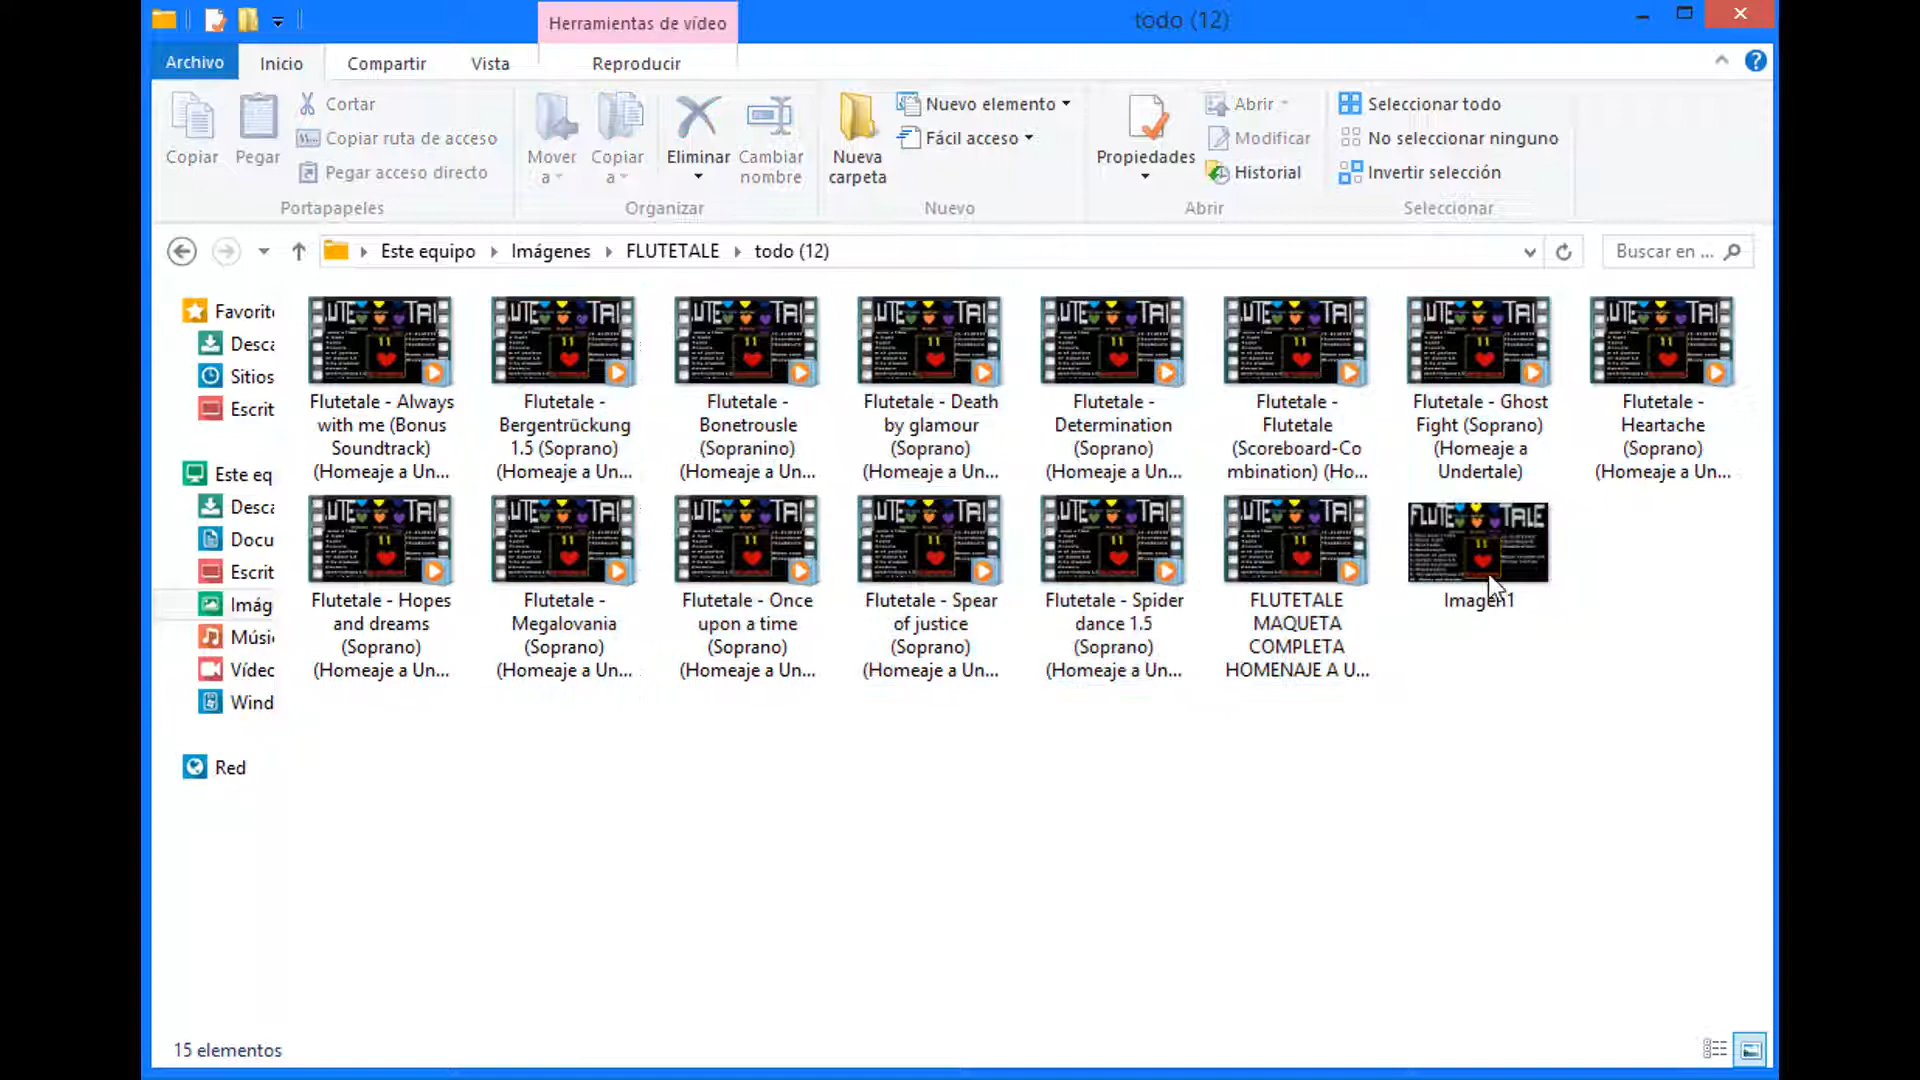 Herramientas de vídeo
todo (12)
Archivo
Inicio
Compartir
Vista
Reproducir
Copiar
Pegar
Cortar
Copiar ruta de acceso
Pegar acceso directo
Portapapeles
Mover
a
Copiar
a
Eliminar
Cambiar
nombre
Organizar
Nueva
carpeta
Nuevo elemento
Fácil acceso
Nuevo
Propiedades
Abrir
Modificar
Historial
Abrir
Seleccionar todo
No seleccionar ninguno
Invertir selección
Seleccionar
Este equipo
Imágenes
FLUTETALE
todo (12)
Buscar en ...
Favorito
Desca
Sitios
Escrit
Este eq
Desca
Docu
Escrit
Imág
Músic
Vídec
Wind
Red
Flutetale - Always
with me (Bonus
Soundtrack)
(Homeaje a Un...
Flutetale -
Bergentrückung
1.5 (Soprano)
(Homeaje a Un...
Flutetale -
Bonetrousle
(Sopranino)
(Homeaje a Un...
Flutetale - Death
by glamour
(Soprano)
(Homeaje a Un...
Flutetale -
Determination
(Soprano)
(Homeaje a Un...
Flutetale -
Flutetale
(Scoreboard-Co
mbination) (Ho...
Flutetale - Ghost
Fight (Soprano)
(Homeaje a
Undertale)
Flutetale -
Heartache
(Soprano)
(Homeaje a Un...
Flutetale - Hopes
and dreams
(Soprano)
(Homeaje a Un...
Flutetale -
Megalovania
(Soprano)
(Homeaje a Un...
Flutetale - Once
upon a time
(Soprano)
(Homeaje a Un...
Flutetale - Spear
of justice
(Soprano)
(Homeaje a Un...
Flutetale - Spider
dance 1.5
(Soprano)
(Homeaje a Un...
FLUTETALE
MAQUETA
COMPLETA
HOMENAJE A U...
FLUTE TALE
Imagen1
15 elementos